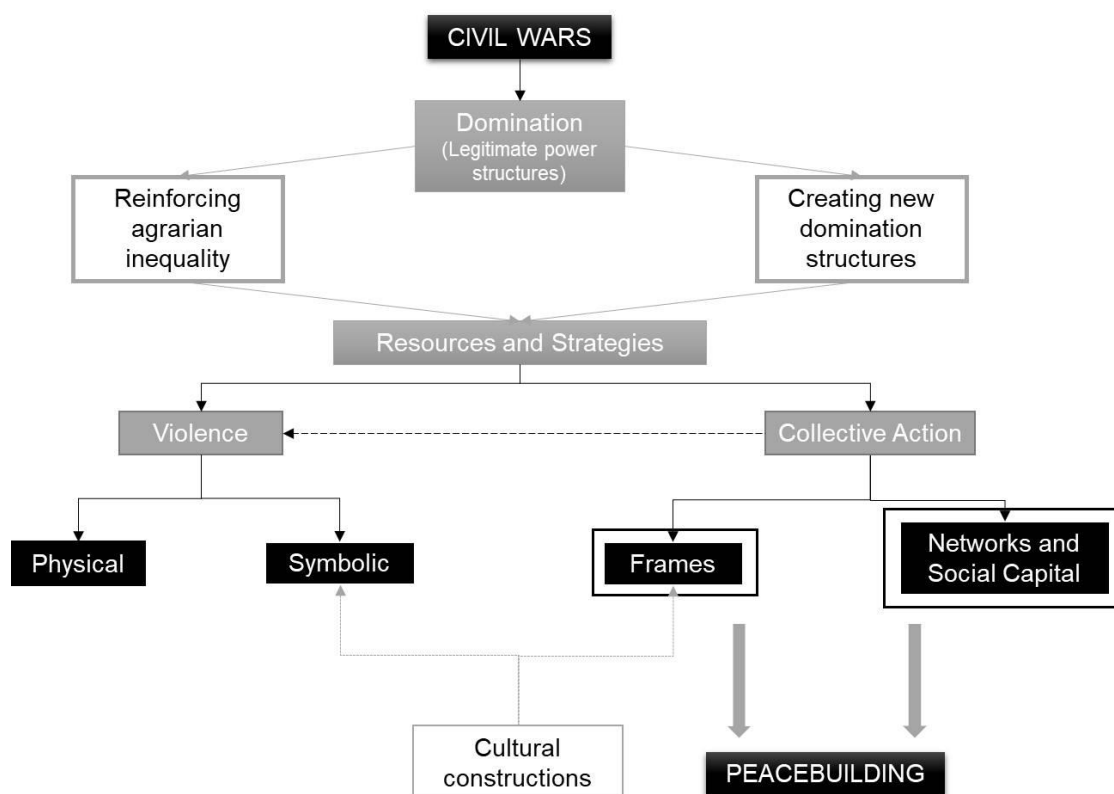 CIVIL WARS
Domination
(Legitimate power
structures)
Reinforcing
agrarian
inequality
Creating new
domination
structures
Resources and Strategies
Violence
Collective Action
Physical
Symbolic
Frames
Networks and
Social Capital
Cultural
constructions
PEACEBUILDING